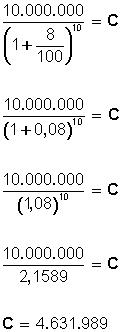 10.000.000 / (1 + 8/100)^10 = C
10.000.000 / (1 + 0,08)^10 = C
10.000.000 / (1,08)^10 = C
10.000.000 / 2,1589 = C
C = 4.631.989